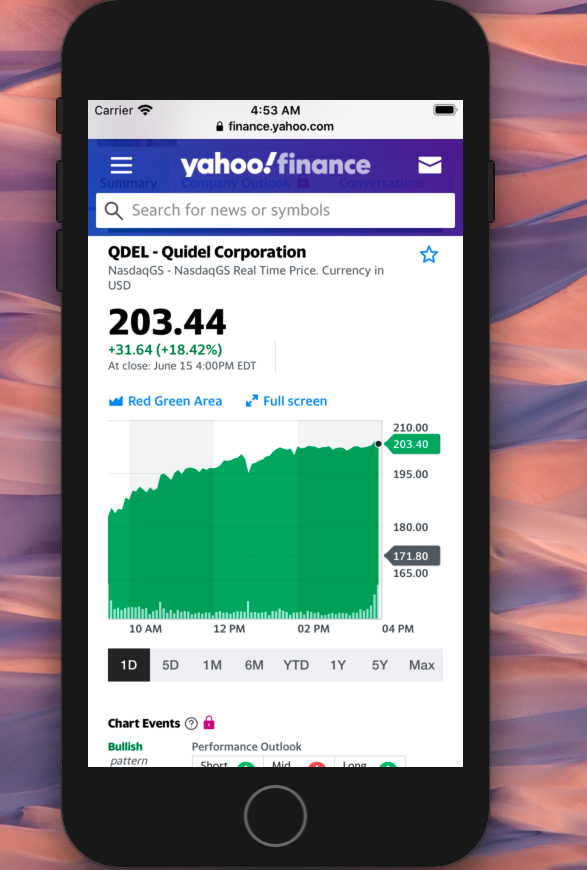 Carrier 4:53 AM
finance.yahoo.com
yahoo!finance
Summary Company Outlook Conversations
Search for news or symbols
QDEL - Quidel Corporation
NasdaqGS - NasdaqGS Real Time Price. Currency in
USD
203.44
+31.64 (+18.42%)
At close: June 15 4:00PM EDT
Red Green Area Full screen
210.00
203.40
195.00
180.00
171.80
165.00
10 AM 12 PM 02 PM 04 PM
1D 5D 1M 6M YTD 1Y 5Y Max
Chart Events ?
Bullish Performance Outlook
pattern
Short Mid Long